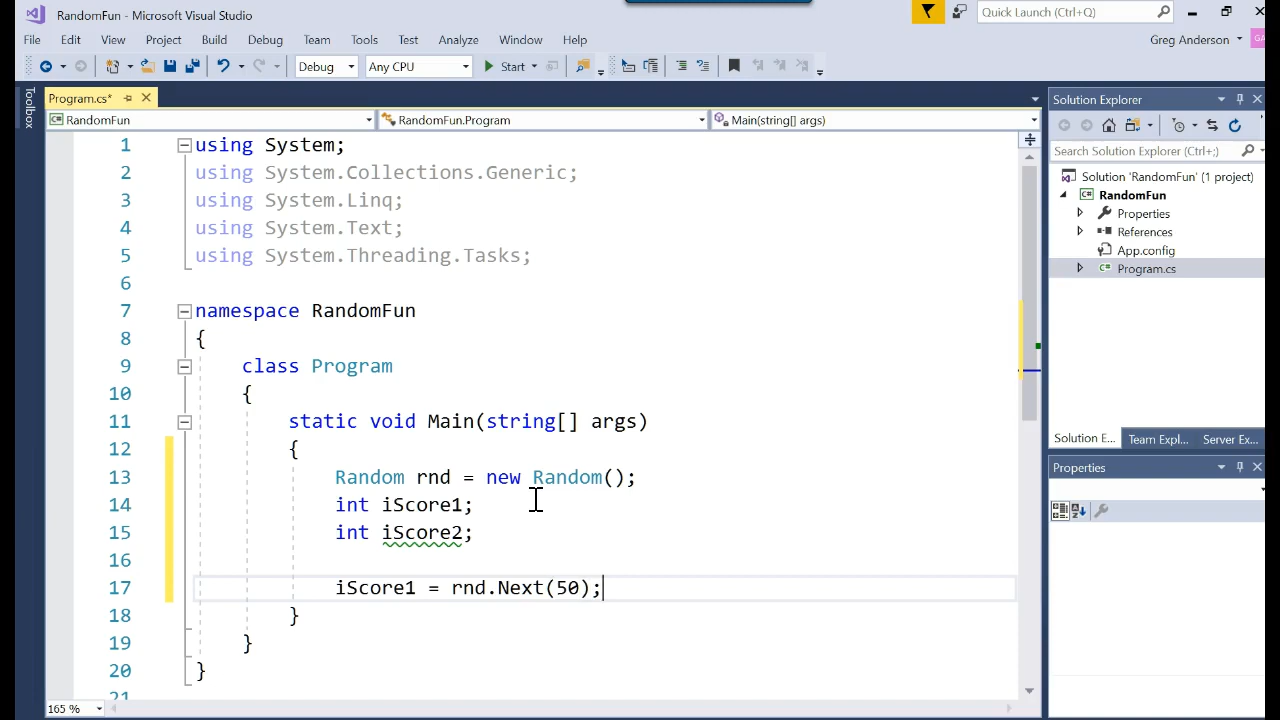 RandomFun - Microsoft Visual Studio
Quick Launch (Ctrl+Q)
File Edit View Project Build Debug Team Tools Test Analyze Window Help
Greg Anderson GA
Debug Any CPU Start
Toolbox
Program.cs*
RandomFun RandomFun.Program Main(string[] args)
1 using System;
2 using System.Collections.Generic;
3 using System.Linq;
4 using System.Text;
5 using System.Threading.Tasks;
6
7 namespace RandomFun
8 {
9 class Program
10 {
11 static void Main(string[] args)
12 {
13 Random rnd = new Random();
14 int iScore1;
15 int iScore2;
16
17 iScore1 = rnd.Next(50);
18 }
19 }
20 }
21
165 %
Solution Explorer
Search Solution Explorer (Ctrl+;)
Solution 'RandomFun' (1 project)
RandomFun
Properties
References
App.config
Program.cs
Solution E... Team Expl... Server Ex...
Properties